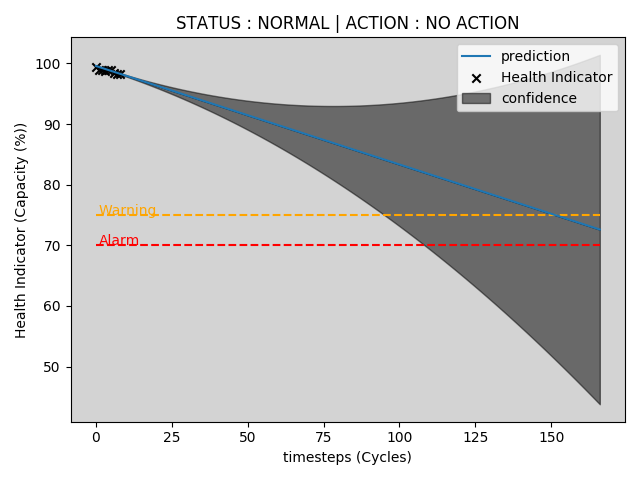 STATUS : NORMAL | ACTION : NO ACTION
prediction
Health Indicator
confidence
Warning
Alarm
100
90
80
70
60
50
Health Indicator (Capacity (%))
0
25
50
75
100
125
150
timesteps (Cycles)